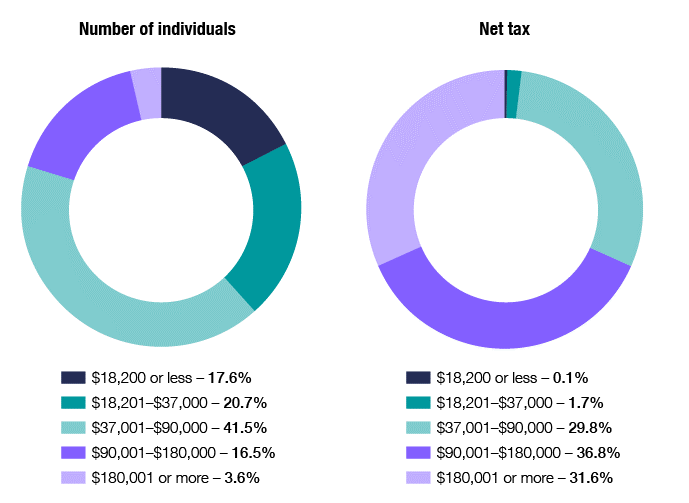 Number of individuals
$18,200 or less – 17.6%
$18,201–$37,000 – 20.7%
$37,001–$90,000 – 41.5%
$90,001–$180,000 – 16.5%
$180,001 or more – 3.6%
Net tax
$18,200 or less – 0.1%
$18,201–$37,000 – 1.7%
$37,001–$90,000 – 29.8%
$90,001–$180,000 – 36.8%
$180,001 or more – 31.6%